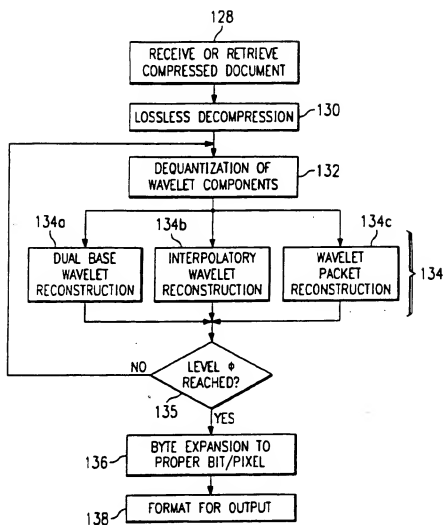 128
RECEIVE OR RETRIEVE
COMPRESSED DOCUMENT
LOSSLESS DECOMPRESSION
130
DEQUANTIZATION OF
WAVELET COMPONENTS
132
134a
134b
134c
DUAL BASE
WAVELET
RECONSTRUCTION
INTERPOLATORY
WAVELET
RECONSTRUCTION
WAVELET
PACKET
RECONSTRUCTION
134
NO
LEVEL Φ
REACHED?
135
YES
136
BYTE EXPANSION TO
PROPER BIT/PIXEL
138
FORMAT FOR OUTPUT